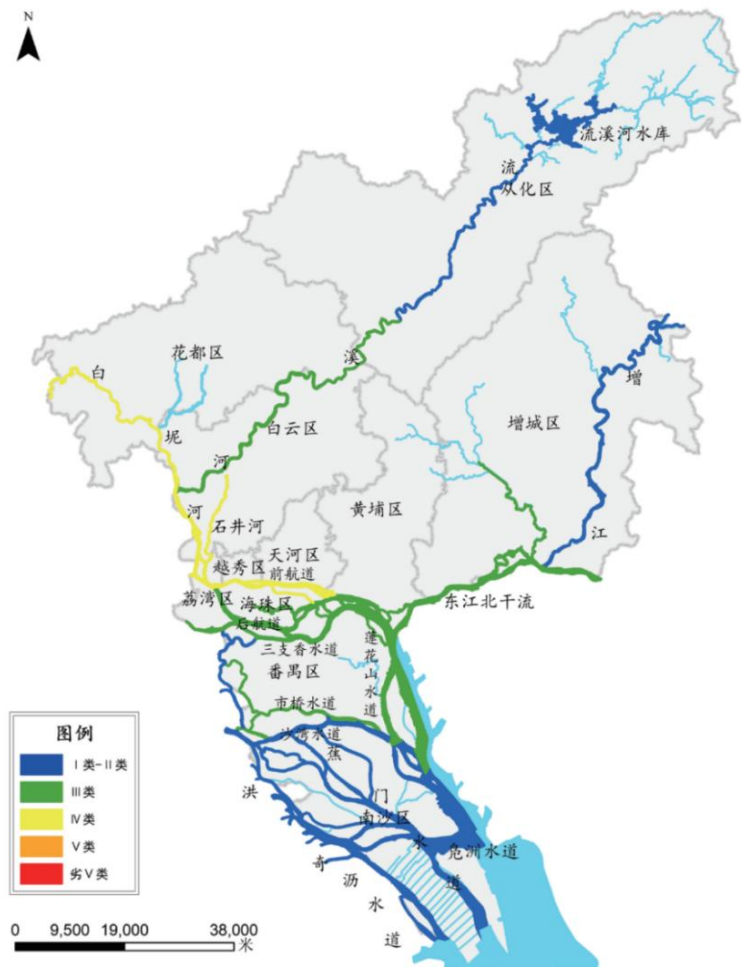 N
流溪河水库
流
从化区
溪
花都区
白
坭
河
白云区
河
石井河
增
增城区
江
黄埔区
天河区
越秀区
前航道
荔湾区
海珠区
后航道
东江北干流
三支香水道
番禺区
莲花山水道
市桥水道
沙湾水道
蕉
门
水
道
南沙区
凫洲水道
洪
奇
沥
水
道
图例
Ⅰ类-Ⅱ类
Ⅲ类
Ⅳ类
Ⅴ类
劣Ⅴ类
0 9,500 19,000 38,000
米